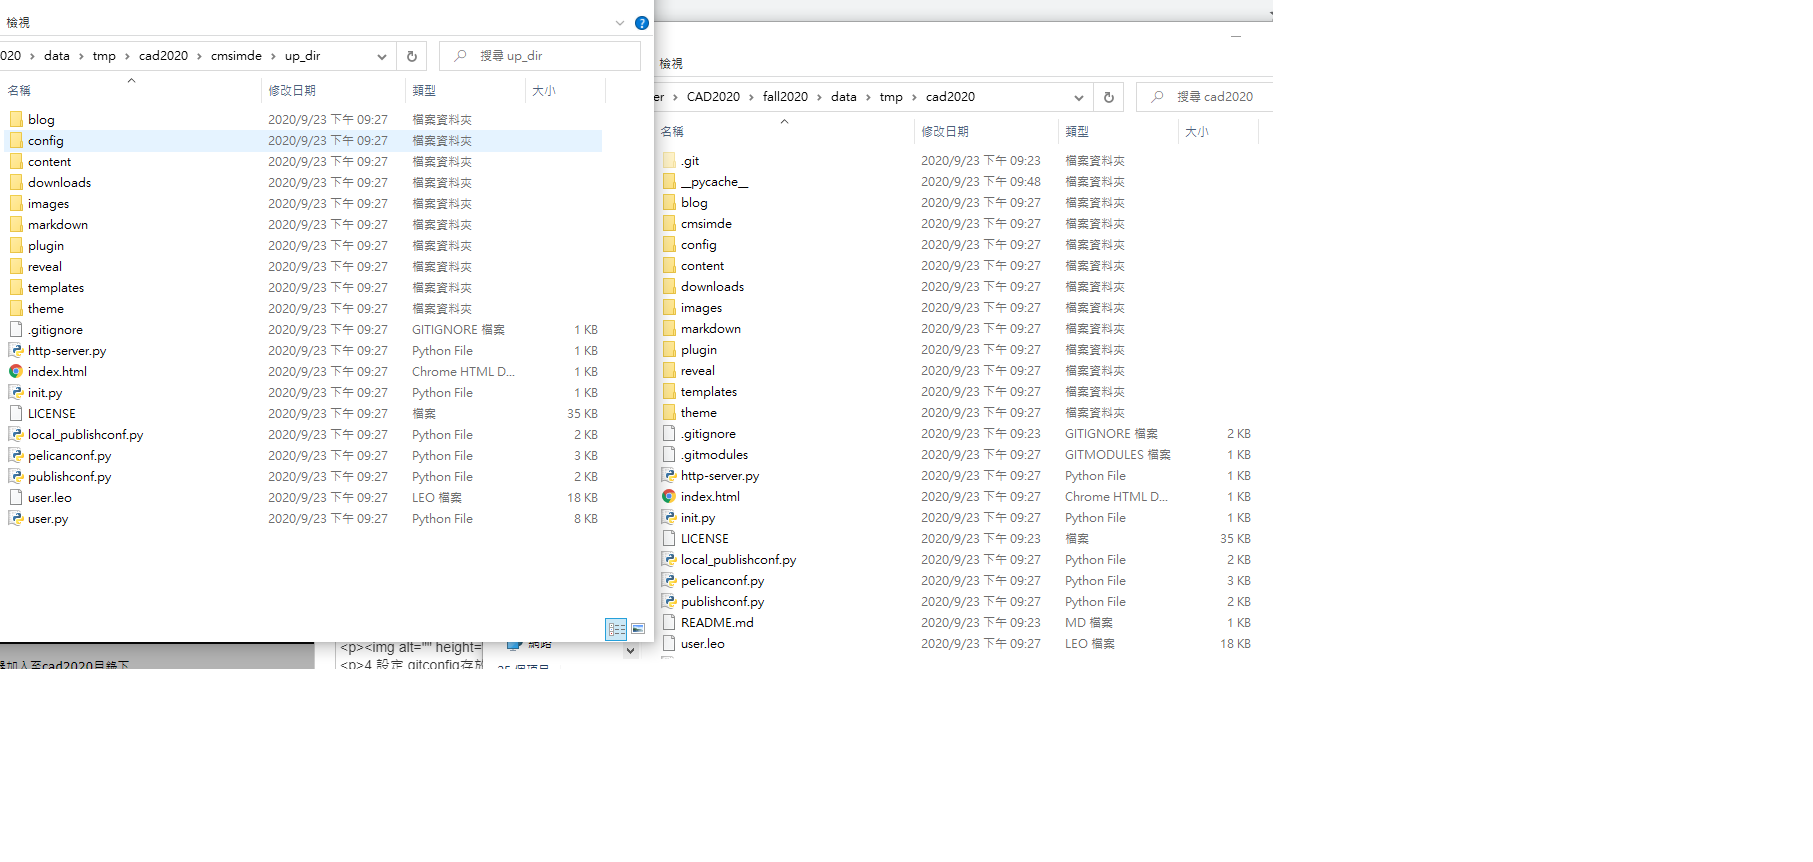 檢視
020 › data › tmp › cad2020 › cmsimde › up_dir
搜尋 up_dir
名稱 修改日期 類型 大小
blog 2020/9/23 下午 09:27 檔案資料夾
config 2020/9/23 下午 09:27 檔案資料夾
content 2020/9/23 下午 09:27 檔案資料夾
downloads 2020/9/23 下午 09:27 檔案資料夾
images 2020/9/23 下午 09:27 檔案資料夾
markdown 2020/9/23 下午 09:27 檔案資料夾
plugin 2020/9/23 下午 09:27 檔案資料夾
reveal 2020/9/23 下午 09:27 檔案資料夾
templates 2020/9/23 下午 09:27 檔案資料夾
theme 2020/9/23 下午 09:27 檔案資料夾
.gitignore 2020/9/23 下午 09:27 GITIGNORE 檔案 1 KB
http-server.py 2020/9/23 下午 09:27 Python File 1 KB
index.html 2020/9/23 下午 09:27 Chrome HTML D... 1 KB
init.py 2020/9/23 下午 09:27 Python File 1 KB
LICENSE 2020/9/23 下午 09:27 檔案 35 KB
local_publishconf.py 2020/9/23 下午 09:27 Python File 2 KB
pelicanconf.py 2020/9/23 下午 09:27 Python File 3 KB
publishconf.py 2020/9/23 下午 09:27 Python File 2 KB
user.leo 2020/9/23 下午 09:27 LEO 檔案 18 KB
user.py 2020/9/23 下午 09:27 Python File 8 KB
加入至cad2020目錄下
<p><img alt="" height=
<p>4.設定 gitconfig存放
網路
檢視
er › CAD2020 › fall2020 › data › tmp › cad2020
搜尋 cad2020
名稱 修改日期 類型 大小
.git 2020/9/23 下午 09:23 檔案資料夾
__pycache__ 2020/9/23 下午 09:48 檔案資料夾
blog 2020/9/23 下午 09:27 檔案資料夾
cmsimde 2020/9/23 下午 09:27 檔案資料夾
config 2020/9/23 下午 09:27 檔案資料夾
content 2020/9/23 下午 09:27 檔案資料夾
downloads 2020/9/23 下午 09:27 檔案資料夾
images 2020/9/23 下午 09:27 檔案資料夾
markdown 2020/9/23 下午 09:27 檔案資料夾
plugin 2020/9/23 下午 09:27 檔案資料夾
reveal 2020/9/23 下午 09:27 檔案資料夾
templates 2020/9/23 下午 09:27 檔案資料夾
theme 2020/9/23 下午 09:27 檔案資料夾
.gitignore 2020/9/23 下午 09:23 GITIGNORE 檔案 2 KB
.gitmodules 2020/9/23 下午 09:27 GITMODULES 檔案 1 KB
http-server.py 2020/9/23 下午 09:27 Python File 1 KB
index.html 2020/9/23 下午 09:27 Chrome HTML D... 1 KB
init.py 2020/9/23 下午 09:27 Python File 1 KB
LICENSE 2020/9/23 下午 09:23 檔案 35 KB
local_publishconf.py 2020/9/23 下午 09:27 Python File 2 KB
pelicanconf.py 2020/9/23 下午 09:27 Python File 3 KB
publishconf.py 2020/9/23 下午 09:27 Python File 2 KB
README.md 2020/9/23 下午 09:23 MD 檔案 1 KB
user.leo 2020/9/23 下午 09:27 LEO 檔案 18 KB